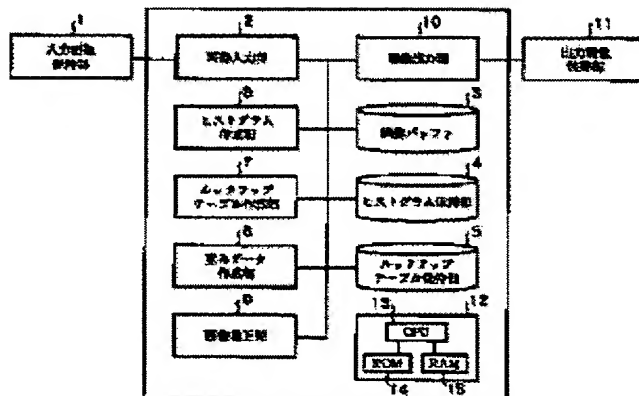 1
2
10
11
入力画像
保持部
画像入力部
画像出力部
出力画像
保持部
6
3
ヒストグラム
作成部
画像バッファ
7
4
ルックアップ
テーブル作成部
ヒストグラム保持部
8
5
重みデータ
作成部
ルックアップ
テーブル保持部
9
13
12
画像補正部
CPU
ROM
RAM
14
15